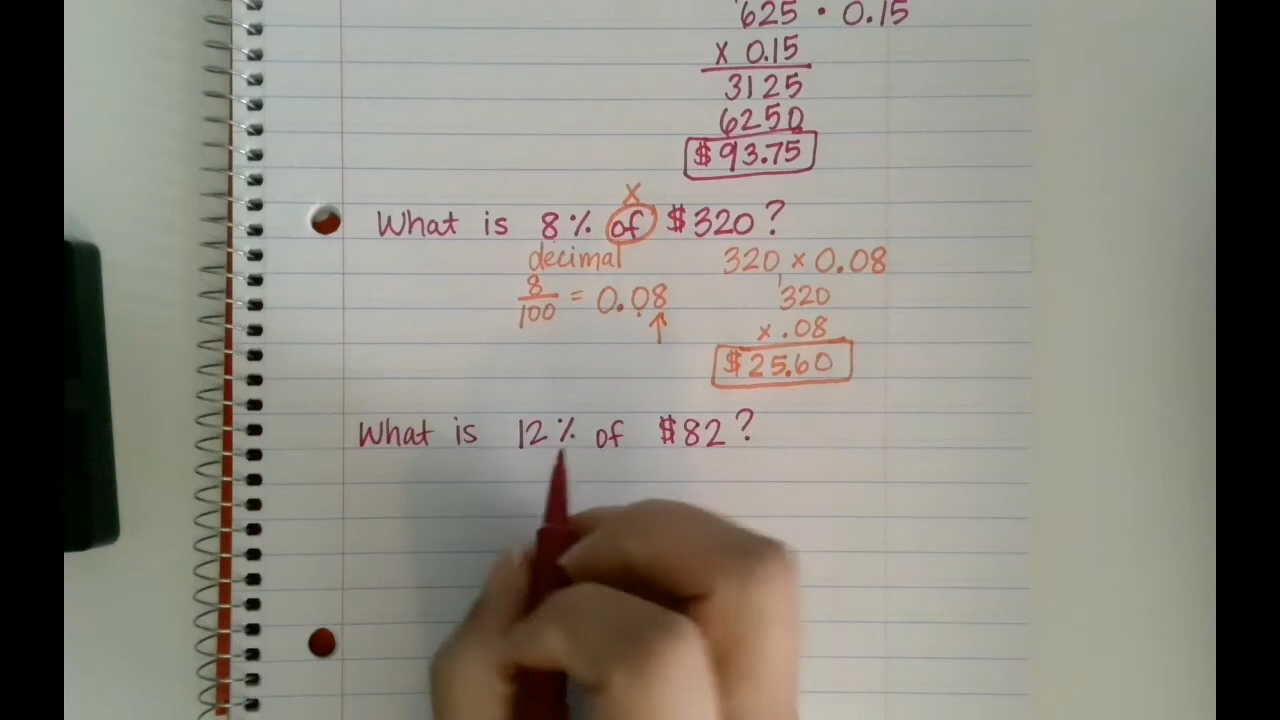 625 · 0.15
x 0.15
3125
6250
$93.75
x
What is 8% of $320?
decimal
8/100 = 0.08
320 x 0.08
1
320
x .08
$25.60
What is 12% of $82?